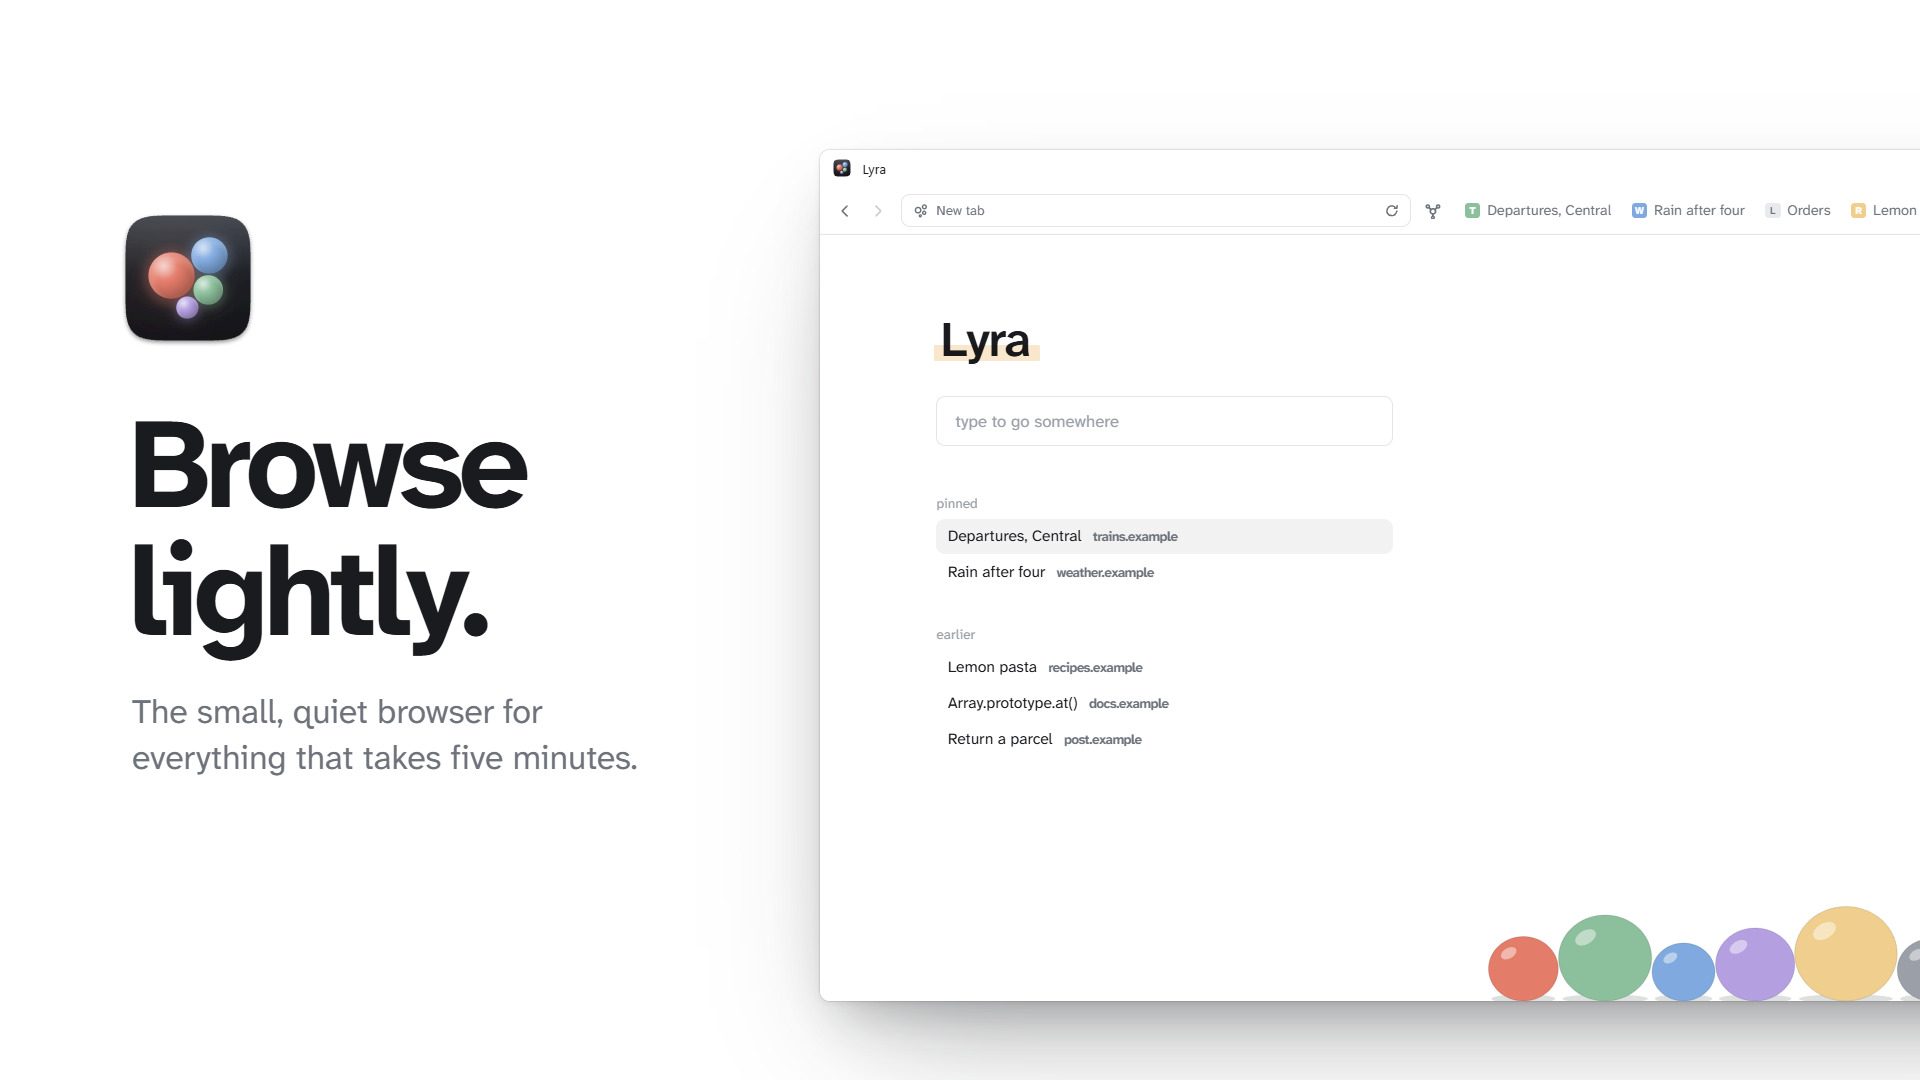 Browse
lightly.
The small, quiet browser for
everything that takes five minutes.
Lyra
New tab
T Departures, Central
W Rain after four
L Orders
R Lemon
Lyra
type to go somewhere
pinned
Departures, Central trains.example
Rain after four weather.example
earlier
Lemon pasta recipes.example
Array.prototype.at() docs.example
Return a parcel post.example